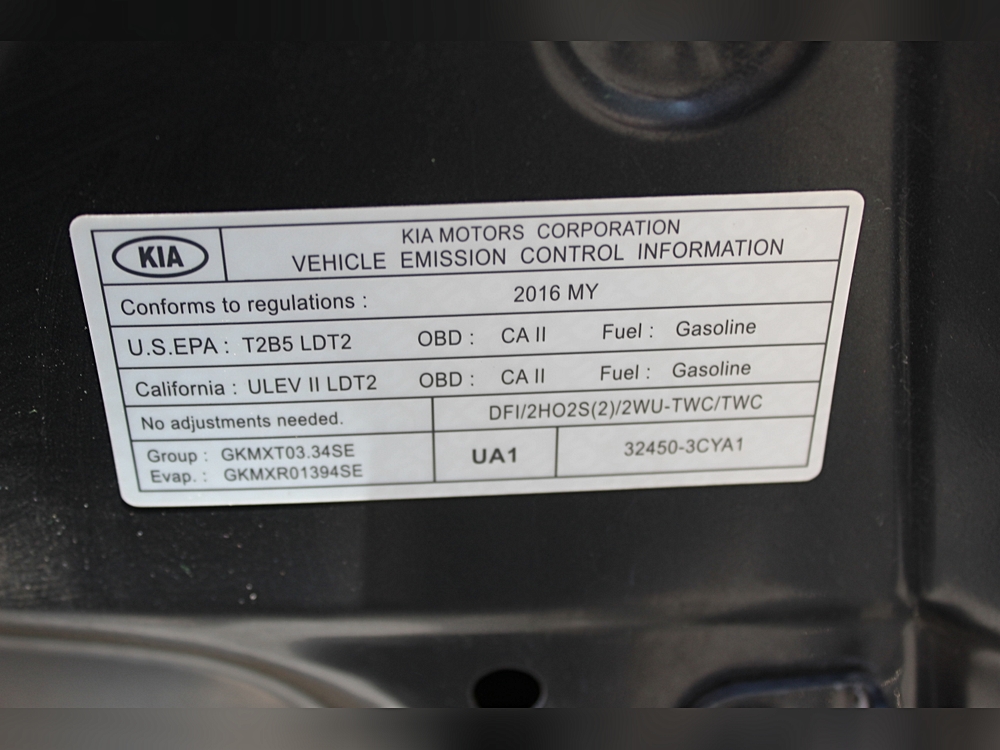 KIA
KIA MOTORS CORPORATION
VEHICLE EMISSION CONTROL INFORMATION
Conforms to regulations : 2016 MY
U.S.EPA : T2B5 LDT2 OBD : CA II Fuel : Gasoline
California : ULEV II LDT2 OBD : CA II Fuel : Gasoline
No adjustments needed. DFI/2HO2S(2)/2WU-TWC/TWC
Group : GKMXT03.34SE
Evap. : GKMXR01394SE
UA1
32450-3CYA1